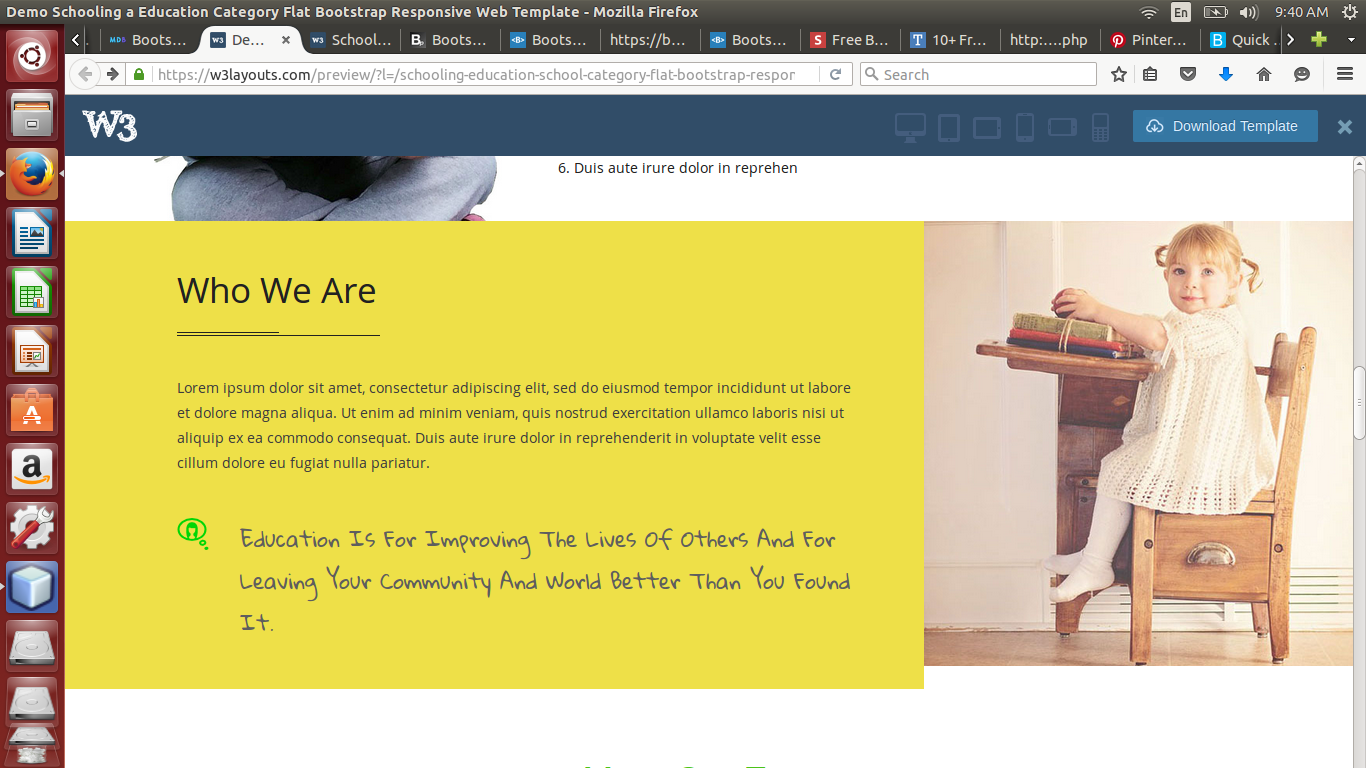 Demo Schooling a Education Category Flat Bootstrap Responsive Web Template - Mozilla Firefox
En
9:40 AM
MDB Boots...
W3 De...
W3 School...
B Boots...
<B> Boots...
https://b...
<B> Boots...
S Free B...
T 10+ Fr...
http:....php
Pinter...
B Quick
https://w3layouts.com/preview/?l=/schooling-education-school-category-flat-bootstrap-respon
Search
W3
Download Template
6. Duis aute irure dolor in reprehen
Who We Are
Lorem ipsum dolor sit amet, consectetur adipiscing elit, sed do eiusmod tempor incididunt ut labore
et dolore magna aliqua. Ut enim ad minim veniam, quis nostrud exercitation ullamco laboris nisi ut
aliquip ex ea commodo consequat. Duis aute irure dolor in reprehenderit in voluptate velit esse
cillum dolore eu fugiat nulla pariatur.
Education Is For Improving The Lives Of Others And For
Leaving Your Community And World Better Than You Found
It.